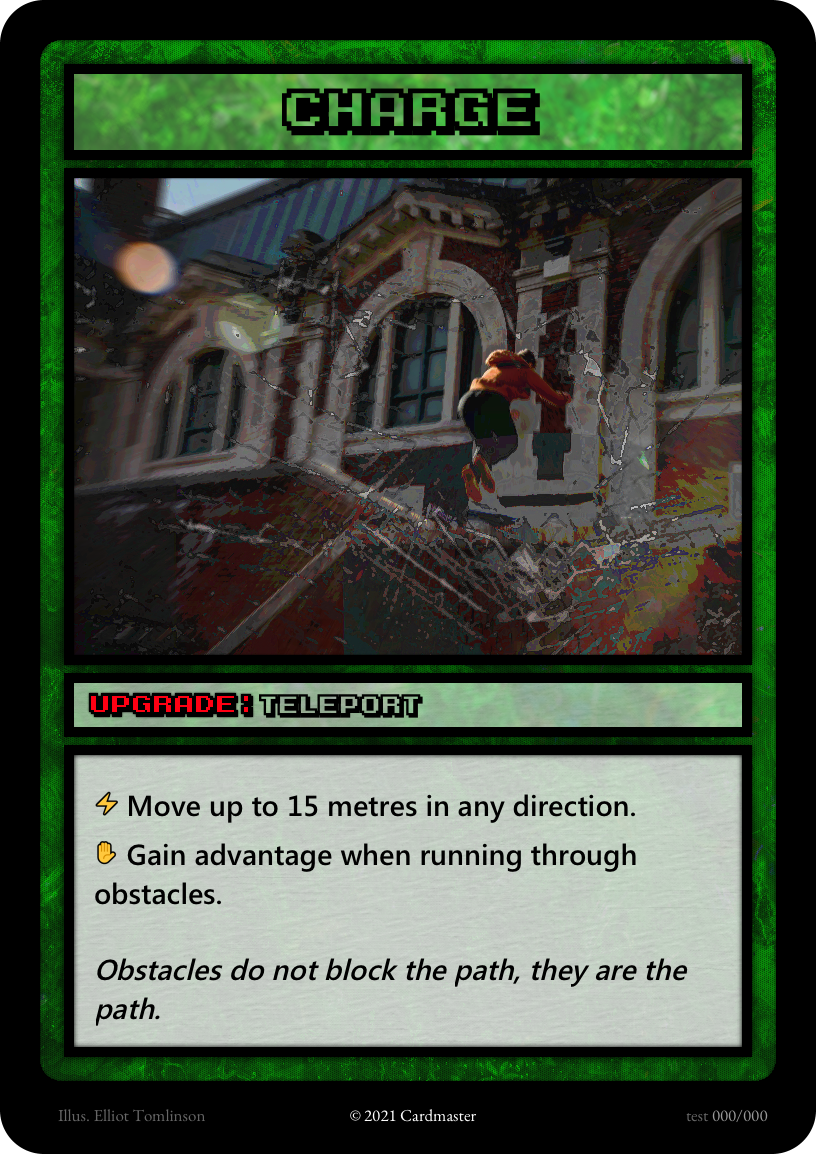 CHARGE
UPGRADE: TELEPORT
⚡ Move up to 15 metres in any direction.
✋ Gain advantage when running through
obstacles.
Obstacles do not block the path, they are the
path.
Illus. Elliot Tomlinson
© 2021 Cardmaster
test 000/000